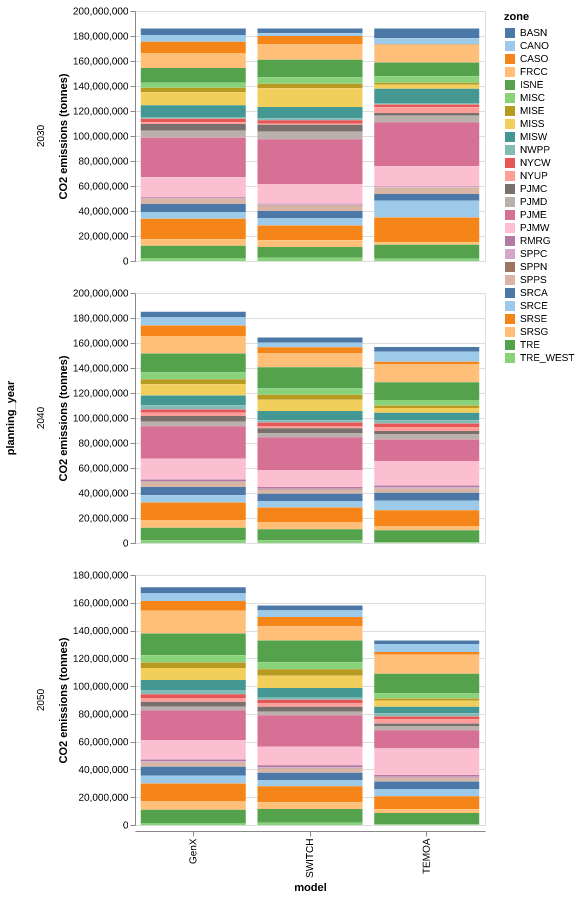 zone
BASN
CANO
CASO
FRCC
ISNE
MISC
MISE
MISS
MISW
NWPP
NYCW
NYUP
PJMC
PJMD
PJME
PJMW
RMRG
SPPC
SPPN
SPPS
SRCA
SRCE
SRSE
SRSG
TRE
TRE_WEST
planning_year
2030
CO2 emissions (tonnes)
200,000,000
180,000,000
160,000,000
140,000,000
120,000,000
100,000,000
80,000,000
60,000,000
40,000,000
20,000,000
0
2040
CO2 emissions (tonnes)
200,000,000
180,000,000
160,000,000
140,000,000
120,000,000
100,000,000
80,000,000
60,000,000
40,000,000
20,000,000
0
2050
CO2 emissions (tonnes)
180,000,000
160,000,000
140,000,000
120,000,000
100,000,000
80,000,000
60,000,000
40,000,000
20,000,000
0
GenX
SWITCH
TEMOA
model